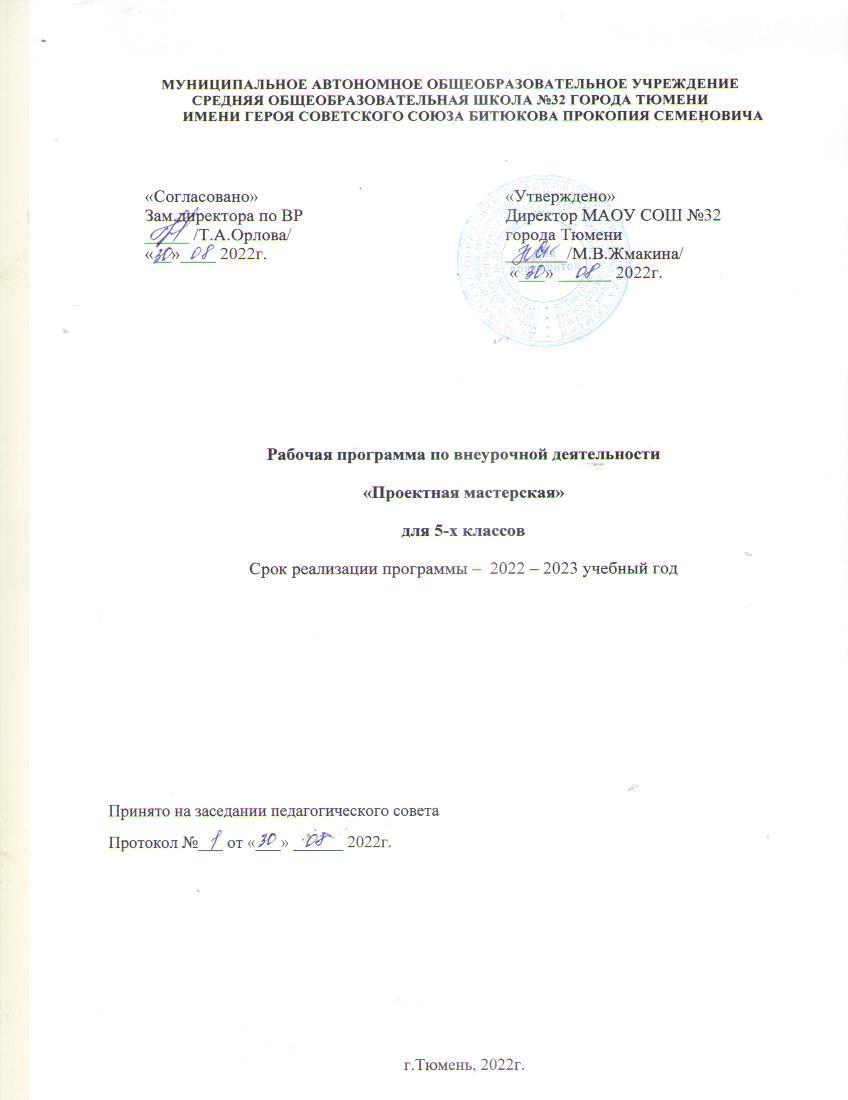 МУНИЦИПАЛЬНОЕ АВТОНОМНОЕ ОБЩЕОБРАЗОВАТЕЛЬНОЕ УЧРЕЖДЕНИЕ
СРЕДНЯЯ ОБЩЕОБРАЗОВАТЕЛЬНАЯ ШКОЛА №32 ГОРОДА ТЮМЕНИ
ИМЕНИ ГЕРОЯ СОВЕТСКОГО СОЮЗА БИТЮКОВА ПРОКОПИЯ СЕМЕНОВИЧА
«Согласовано»
Зам.директора по ВР
/Т.А.Орлова/
«30» 08 2022г.
«Утверждено»
Директор МАОУ СОШ №32
города Тюмени
/М.В.Жмакина/
«30» 08 2022г.
Рабочая программа по внеурочной деятельности
«Проектная мастерская»
для 5-х классов
Срок реализации программы – 2022 – 2023 учебный год
Принято на заседании педагогического совета
Протокол № 1 от «30» 08 2022г.
г.Тюмень, 2022г.